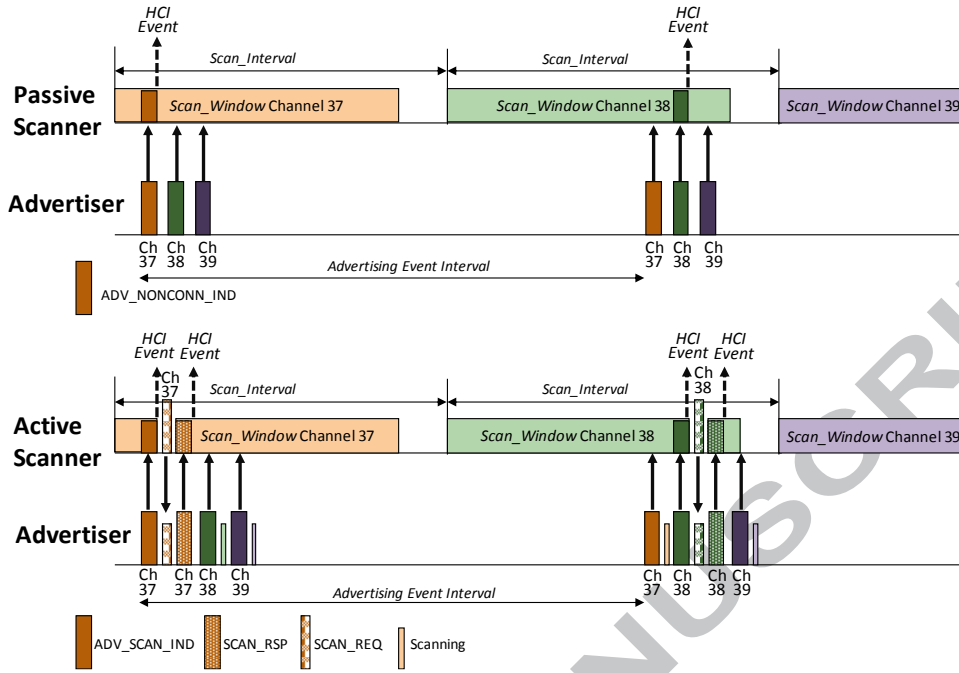 HCI
Event
Scan_Interval
Scan_Interval
HCI
Event
Passive
Scanner
Scan_Window Channel 37
Scan_Window Channel 38
Scan_Window Channel 39
Advertiser
Ch
37
Ch
38
Ch
39
Ch
37
Ch
38
Ch
39
Advertising Event Interval
ADV_NONCONN_IND
HCI
Event
HCI
Event
Ch
37
Scan_Interval
HCI
Event
HCI
Event
Ch
38
Scan_Interval
Active
Scanner
Scan_Window Channel 37
Scan_Window Channel 38
Scan_Window Channel 39
Advertiser
Ch
37
Ch
37
Ch
38
Ch
39
Ch
37
Ch
38
Ch
38
Ch
39
Advertising Event Interval
ADV_SCAN_IND
SCAN_RSP
SCAN_REQ
Scanning
NUSCRI